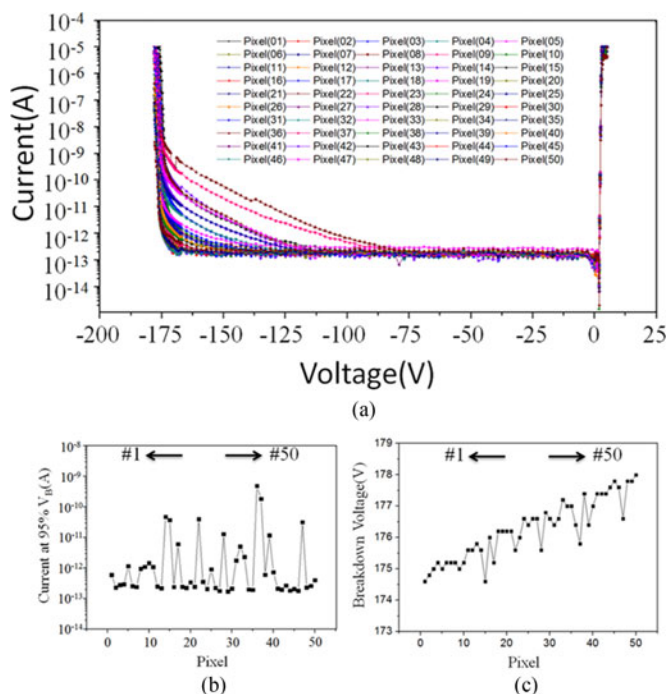 Pixel(01) Pixel(02) Pixel(03) Pixel(04) Pixel(05)
Pixel(06) Pixel(07) Pixel(08) Pixel(09) Pixel(10)
Pixel(11) Pixel(12) Pixel(13) Pixel(14) Pixel(15)
Pixel(16) Pixel(17) Pixel(18) Pixel(19) Pixel(20)
Pixel(21) Pixel(22) Pixel(23) Pixel(24) Pixel(25)
Pixel(26) Pixel(27) Pixel(28) Pixel(29) Pixel(30)
Pixel(31) Pixel(32) Pixel(33) Pixel(34) Pixel(35)
Pixel(36) Pixel(37) Pixel(38) Pixel(39) Pixel(40)
Pixel(41) Pixel(42) Pixel(43) Pixel(44) Pixel(45)
Pixel(46) Pixel(47) Pixel(48) Pixel(49) Pixel(50)
Current(A)
10⁻⁴
10⁻⁵
10⁻⁶
10⁻⁷
10⁻⁸
10⁻⁹
10⁻¹⁰
10⁻¹¹
10⁻¹²
10⁻¹³
10⁻¹⁴
-200 -175 -150 -125 -100 -75 -50 -25 0 25
Voltage(V)
(a)
#1 #50
Current at 95% V_B(A)
10⁻⁸
10⁻⁹
10⁻¹⁰
10⁻¹¹
10⁻¹²
10⁻¹³
10⁻¹⁴
0 10 20 30 40 50
Pixel
(b)
#1 #50
Breakdown Voltage(V)
179
178
177
176
175
174
173
0 10 20 30 40 50
Pixel
(c)